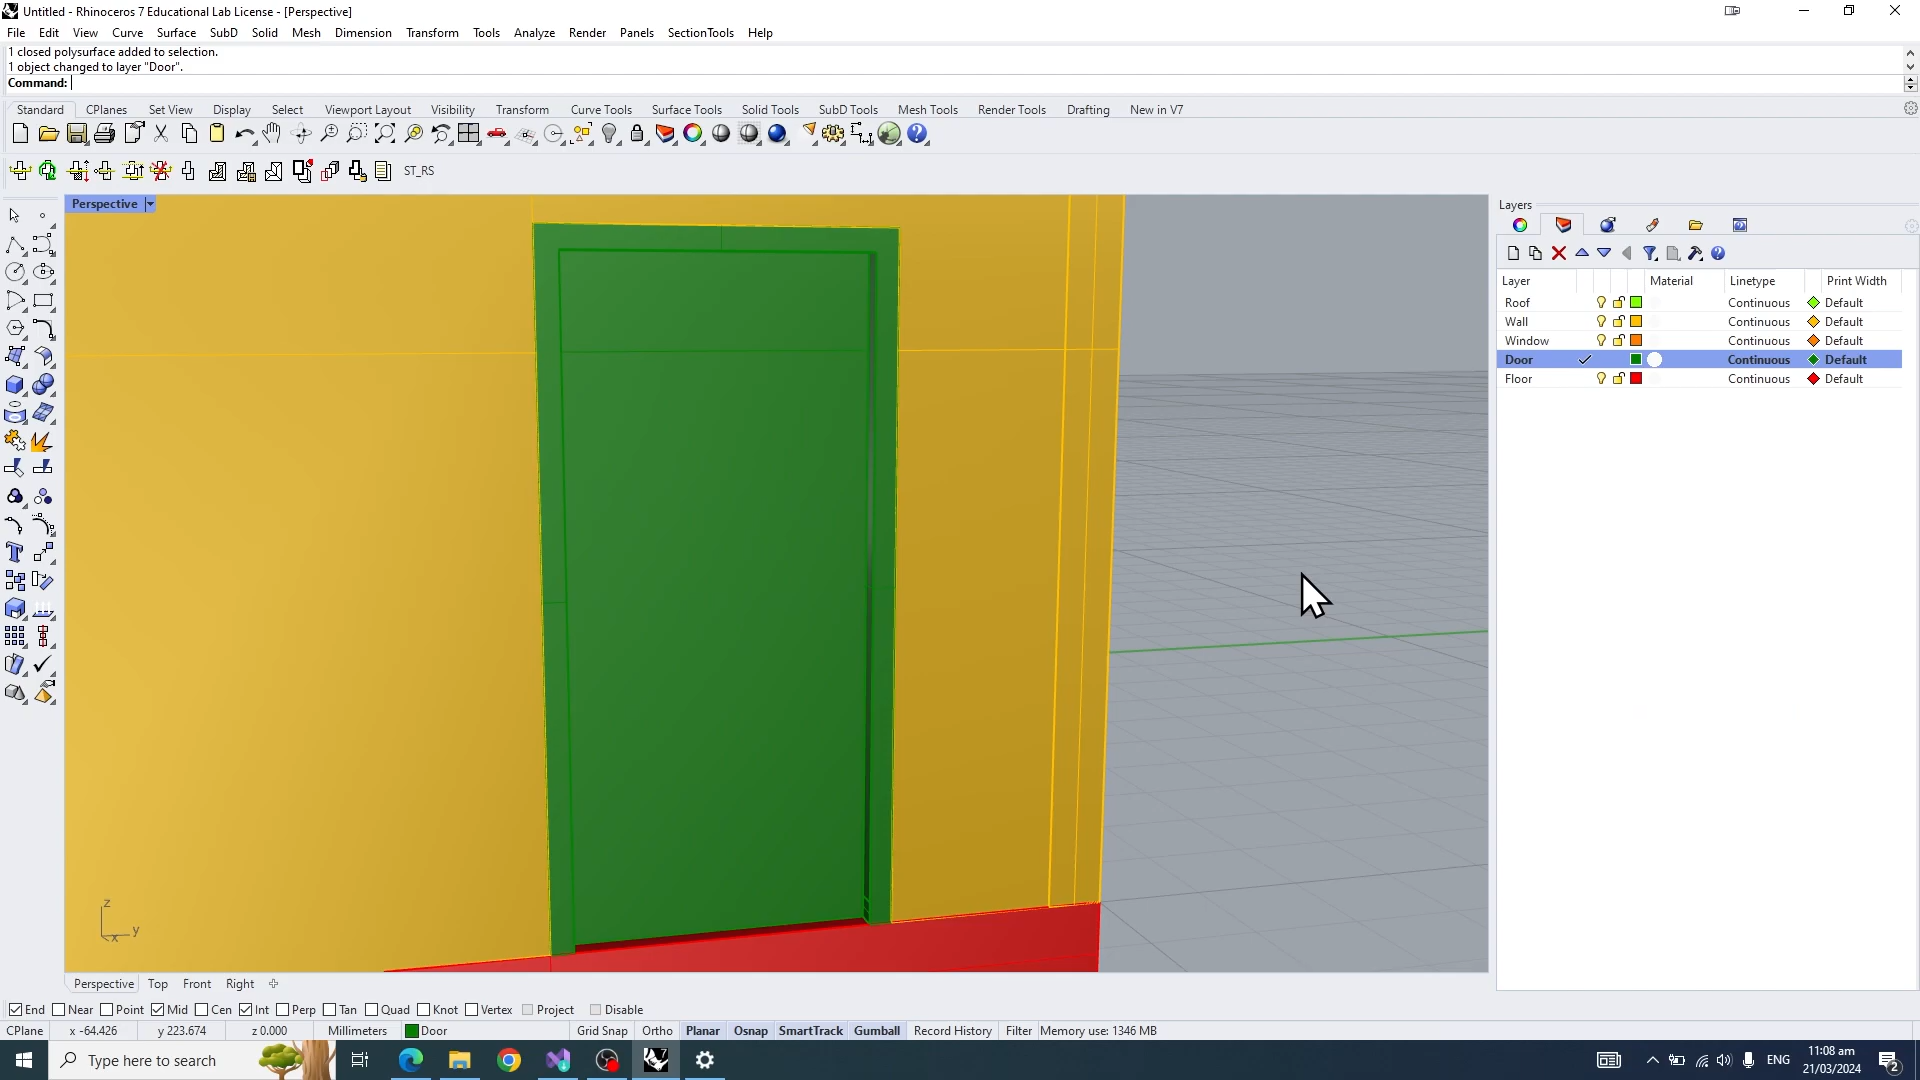 Untitled - Rhinoceros 7 Educational Lab License - [Perspective]
File Edit View Curve Surface SubD Solid Mesh Dimension Transform Tools Analyze Render Panels SectionTools Help
1 closed polysurface added to selection.
1 object changed to layer "Door".
Command:
Standard CPlanes Set View Display Select Viewport Layout Visibility Transform Curve Tools Surface Tools Solid Tools SubD Tools Mesh Tools Render Tools Drafting New in V7
ST_RS
Perspective
Layers
Layer Material Linetype Print Width
Roof Continuous Default
Wall Continuous Default
Window Continuous Default
Door Continuous Default
Floor Continuous Default
z
y
x
Perspective Top Front Right
End Near Point Mid Cen Int Perp Tan Quad Knot Vertex Project Disable
CPlane x -64.426 y 223.674 z 0.000 Millimeters Door Grid Snap Ortho Planar Osnap SmartTrack Gumball Record History Filter Memory use: 1346 MB
Type here to search
ENG
11:08 am
21/03/2024
2